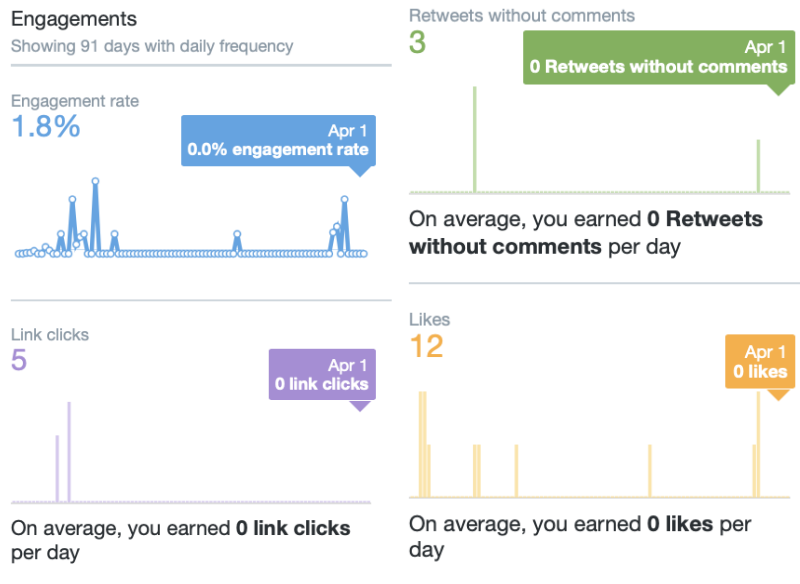 Engagements
Showing 91 days with daily frequency
Engagement rate
1.8%
Apr 1
0.0% engagement rate
Link clicks
5
Apr 1
0 link clicks
On average, you earned 0 link clicks
per day
Retweets without comments
3
Apr 1
0 Retweets without comments
On average, you earned 0 Retweets
without comments per day
Likes
12
Apr 1
0 likes
On average, you earned 0 likes per
day